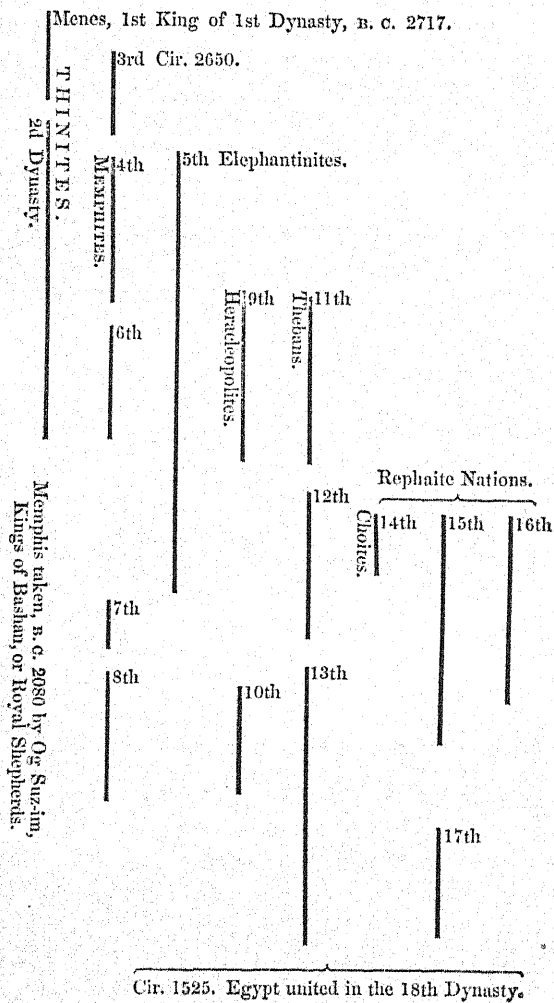 Menes, 1st King of 1st Dynasty, B. C. 2717.
3rd Cir. 2650.
THINITES.
2d Dynasty.
4th
MEMPHITES.
5th Elephantinites.
9th
Heracleopolites.
11th
Thebans.
6th
Rephaite Nations.
12th
14th
Choites.
15th
16th
Memphis taken, B. C. 2080 by Og Suz-im,
Kings of Bashan, or Royal Shepherds.
7th
8th
10th
13th
17th
Cir. 1525. Egypt united in the 18th Dynasty.